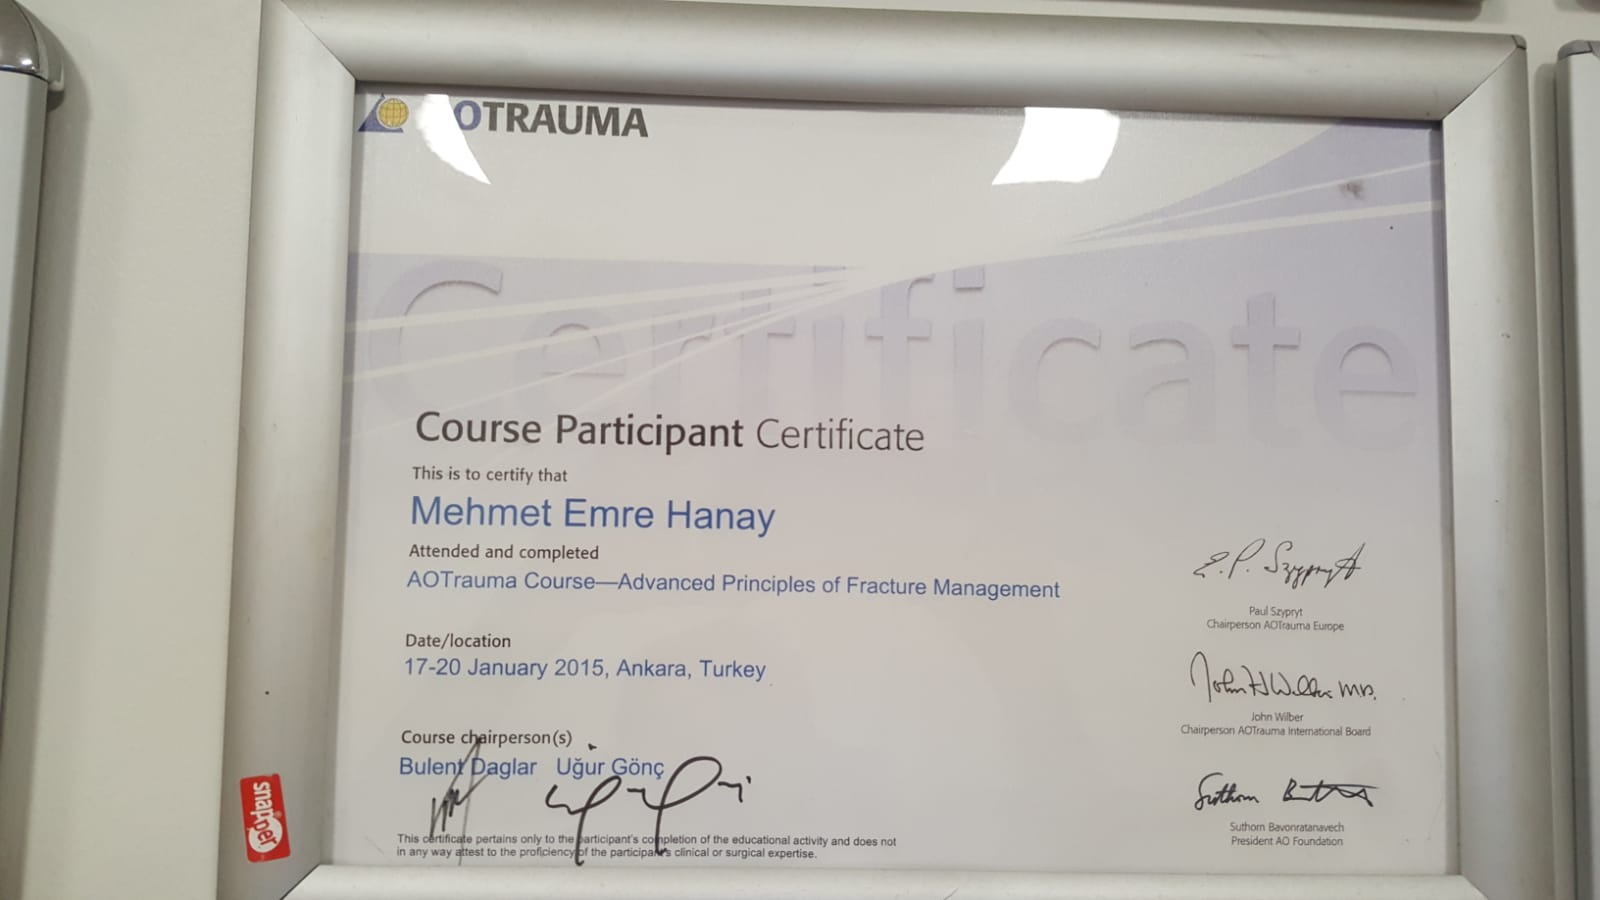 OTRAUMA
Certificate
Course Participant Certificate
This is to certify that
Mehmet Emre Hanay
Attended and completed
AOTrauma Course—Advanced Principles of Fracture Management
Date/location
17-20 January 2015, Ankara, Turkey
Course chairperson(s)
Bulent Daglar Uğur Gönç
This certificate pertains only to the participant's completion of the educational activity and does not
in any way attest to the proficiency of the participant's clinical or surgical expertise.
E.P. Szypryt
Paul Szypryt
Chairperson AOTrauma Europe
John H Wilber M.D.
John Wilber
Chairperson AOTrauma International Board
Suthorn
Suthorn Bavonratanavech
President AO Foundation
snapper